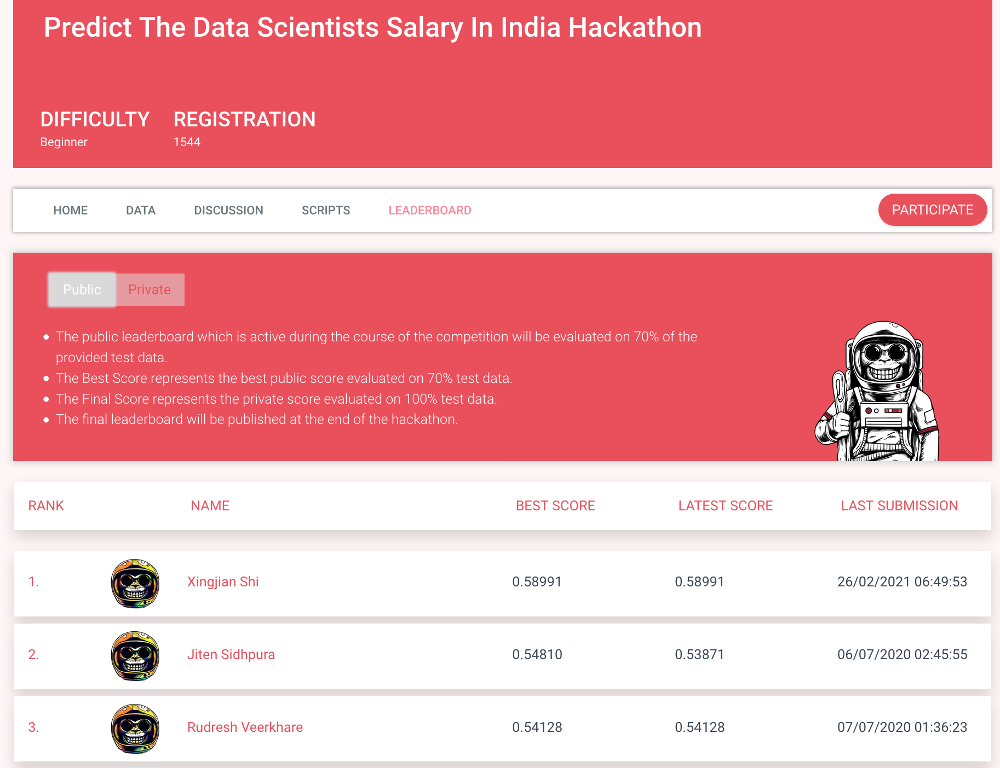 Predict The Data Scientists Salary In India Hackathon
DIFFICULTY REGISTRATION
Beginner 1544
HOME DATA DISCUSSION SCRIPTS LEADERBOARD PARTICIPATE
Public Private
The public leaderboard which is active during the course of the competition will be evaluated on 70% of the
provided test data.
The Best Score represents the best public score evaluated on 70% test data.
The Final Score represents the private score evaluated on 100% test data.
The final leaderboard will be published at the end of the hackathon.
RANK NAME BEST SCORE LATEST SCORE LAST SUBMISSION
1. Xingjian Shi 0.58991 0.58991 26/02/2021 06:49:53
2. Jiten Sidhpura 0.54810 0.53871 06/07/2020 02:45:55
3. Rudresh Veerkhare 0.54128 0.54128 07/07/2020 01:36:23